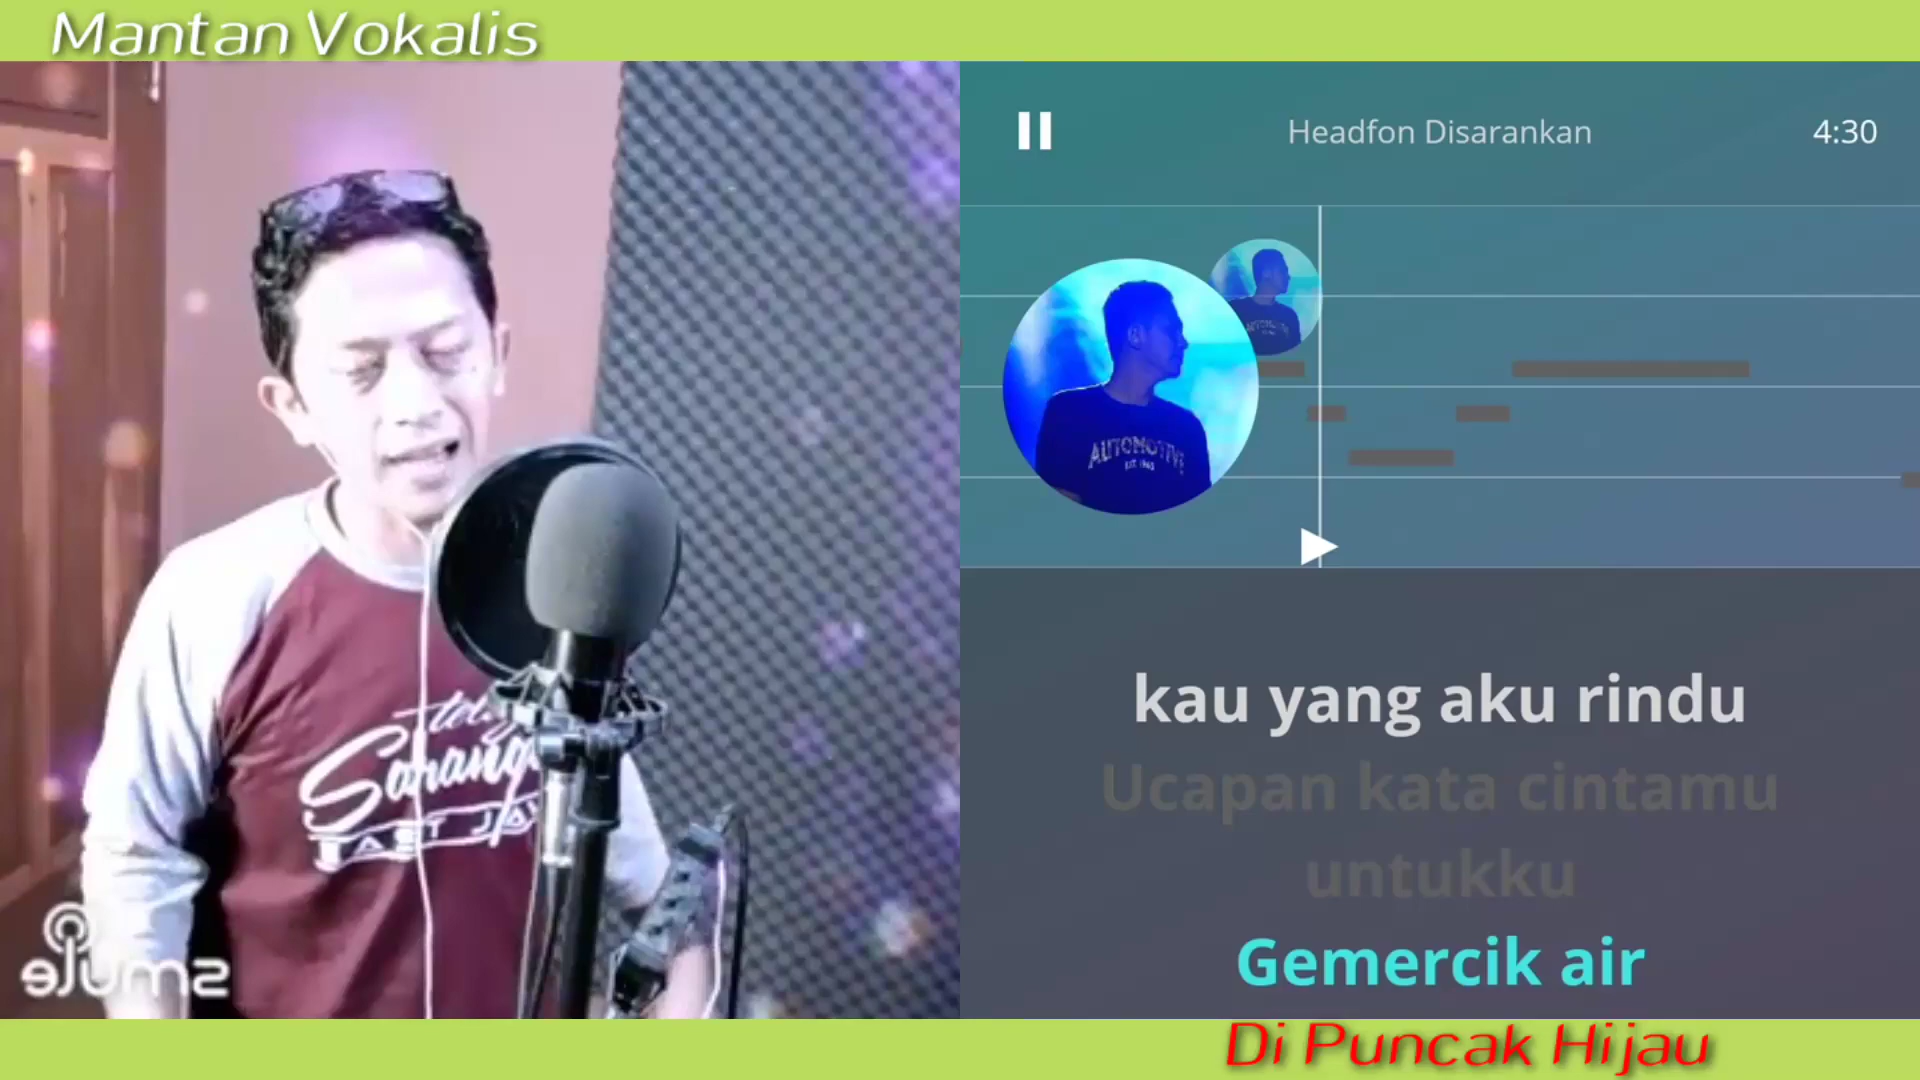 Mantan Vokalis
Headfon Disarankan
4:30
AUTOMOTIVE
kau yang aku rindu
Ucapan kata cintamu
untukku
Gemercik air
smule
Di Puncak Hijau